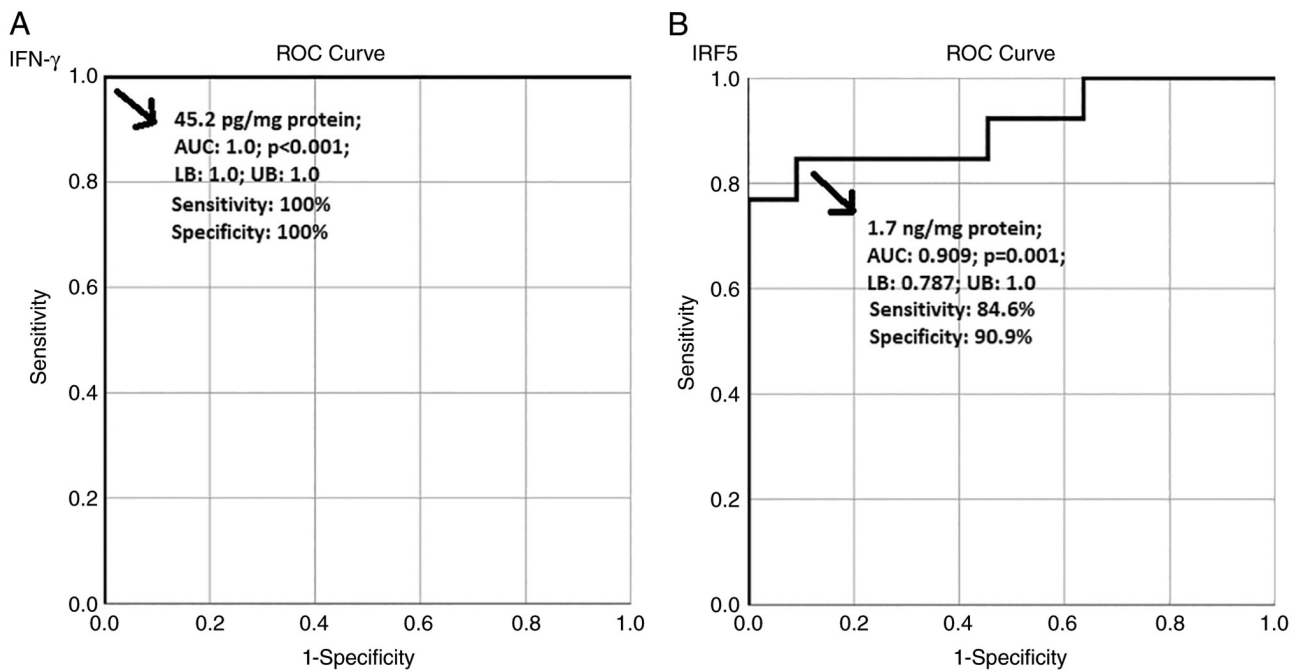 A
IFN-γ
ROC Curve
1.0
0.8
0.6
0.4
0.2
0.0
Sensitivity
45.2 pg/mg protein;
AUC: 1.0; p<0.001;
LB: 1.0; UB: 1.0
Sensitivity: 100%
Specificity: 100%
0.0 0.2 0.4 0.6 0.8 1.0
1-Specificity
B
IRF5
ROC Curve
1.0
0.8
0.6
0.4
0.2
0.0
Sensitivity
1.7 ng/mg protein;
AUC: 0.909; p=0.001;
LB: 0.787; UB: 1.0
Sensitivity: 84.6%
Specificity: 90.9%
0.0 0.2 0.4 0.6 0.8 1.0
1-Specificity